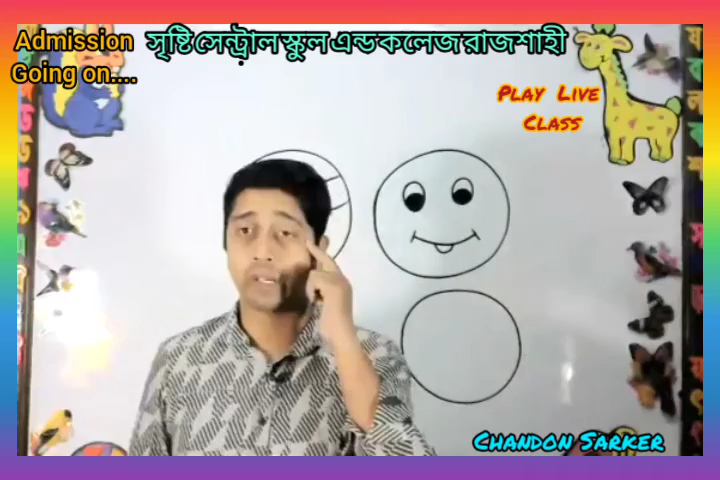 Admission
Going on....
সৃষ্টি সেন্ট্রাল স্কুল এন্ড কলেজ রাজশাহী
Play Live
Class
Chandon Sarker